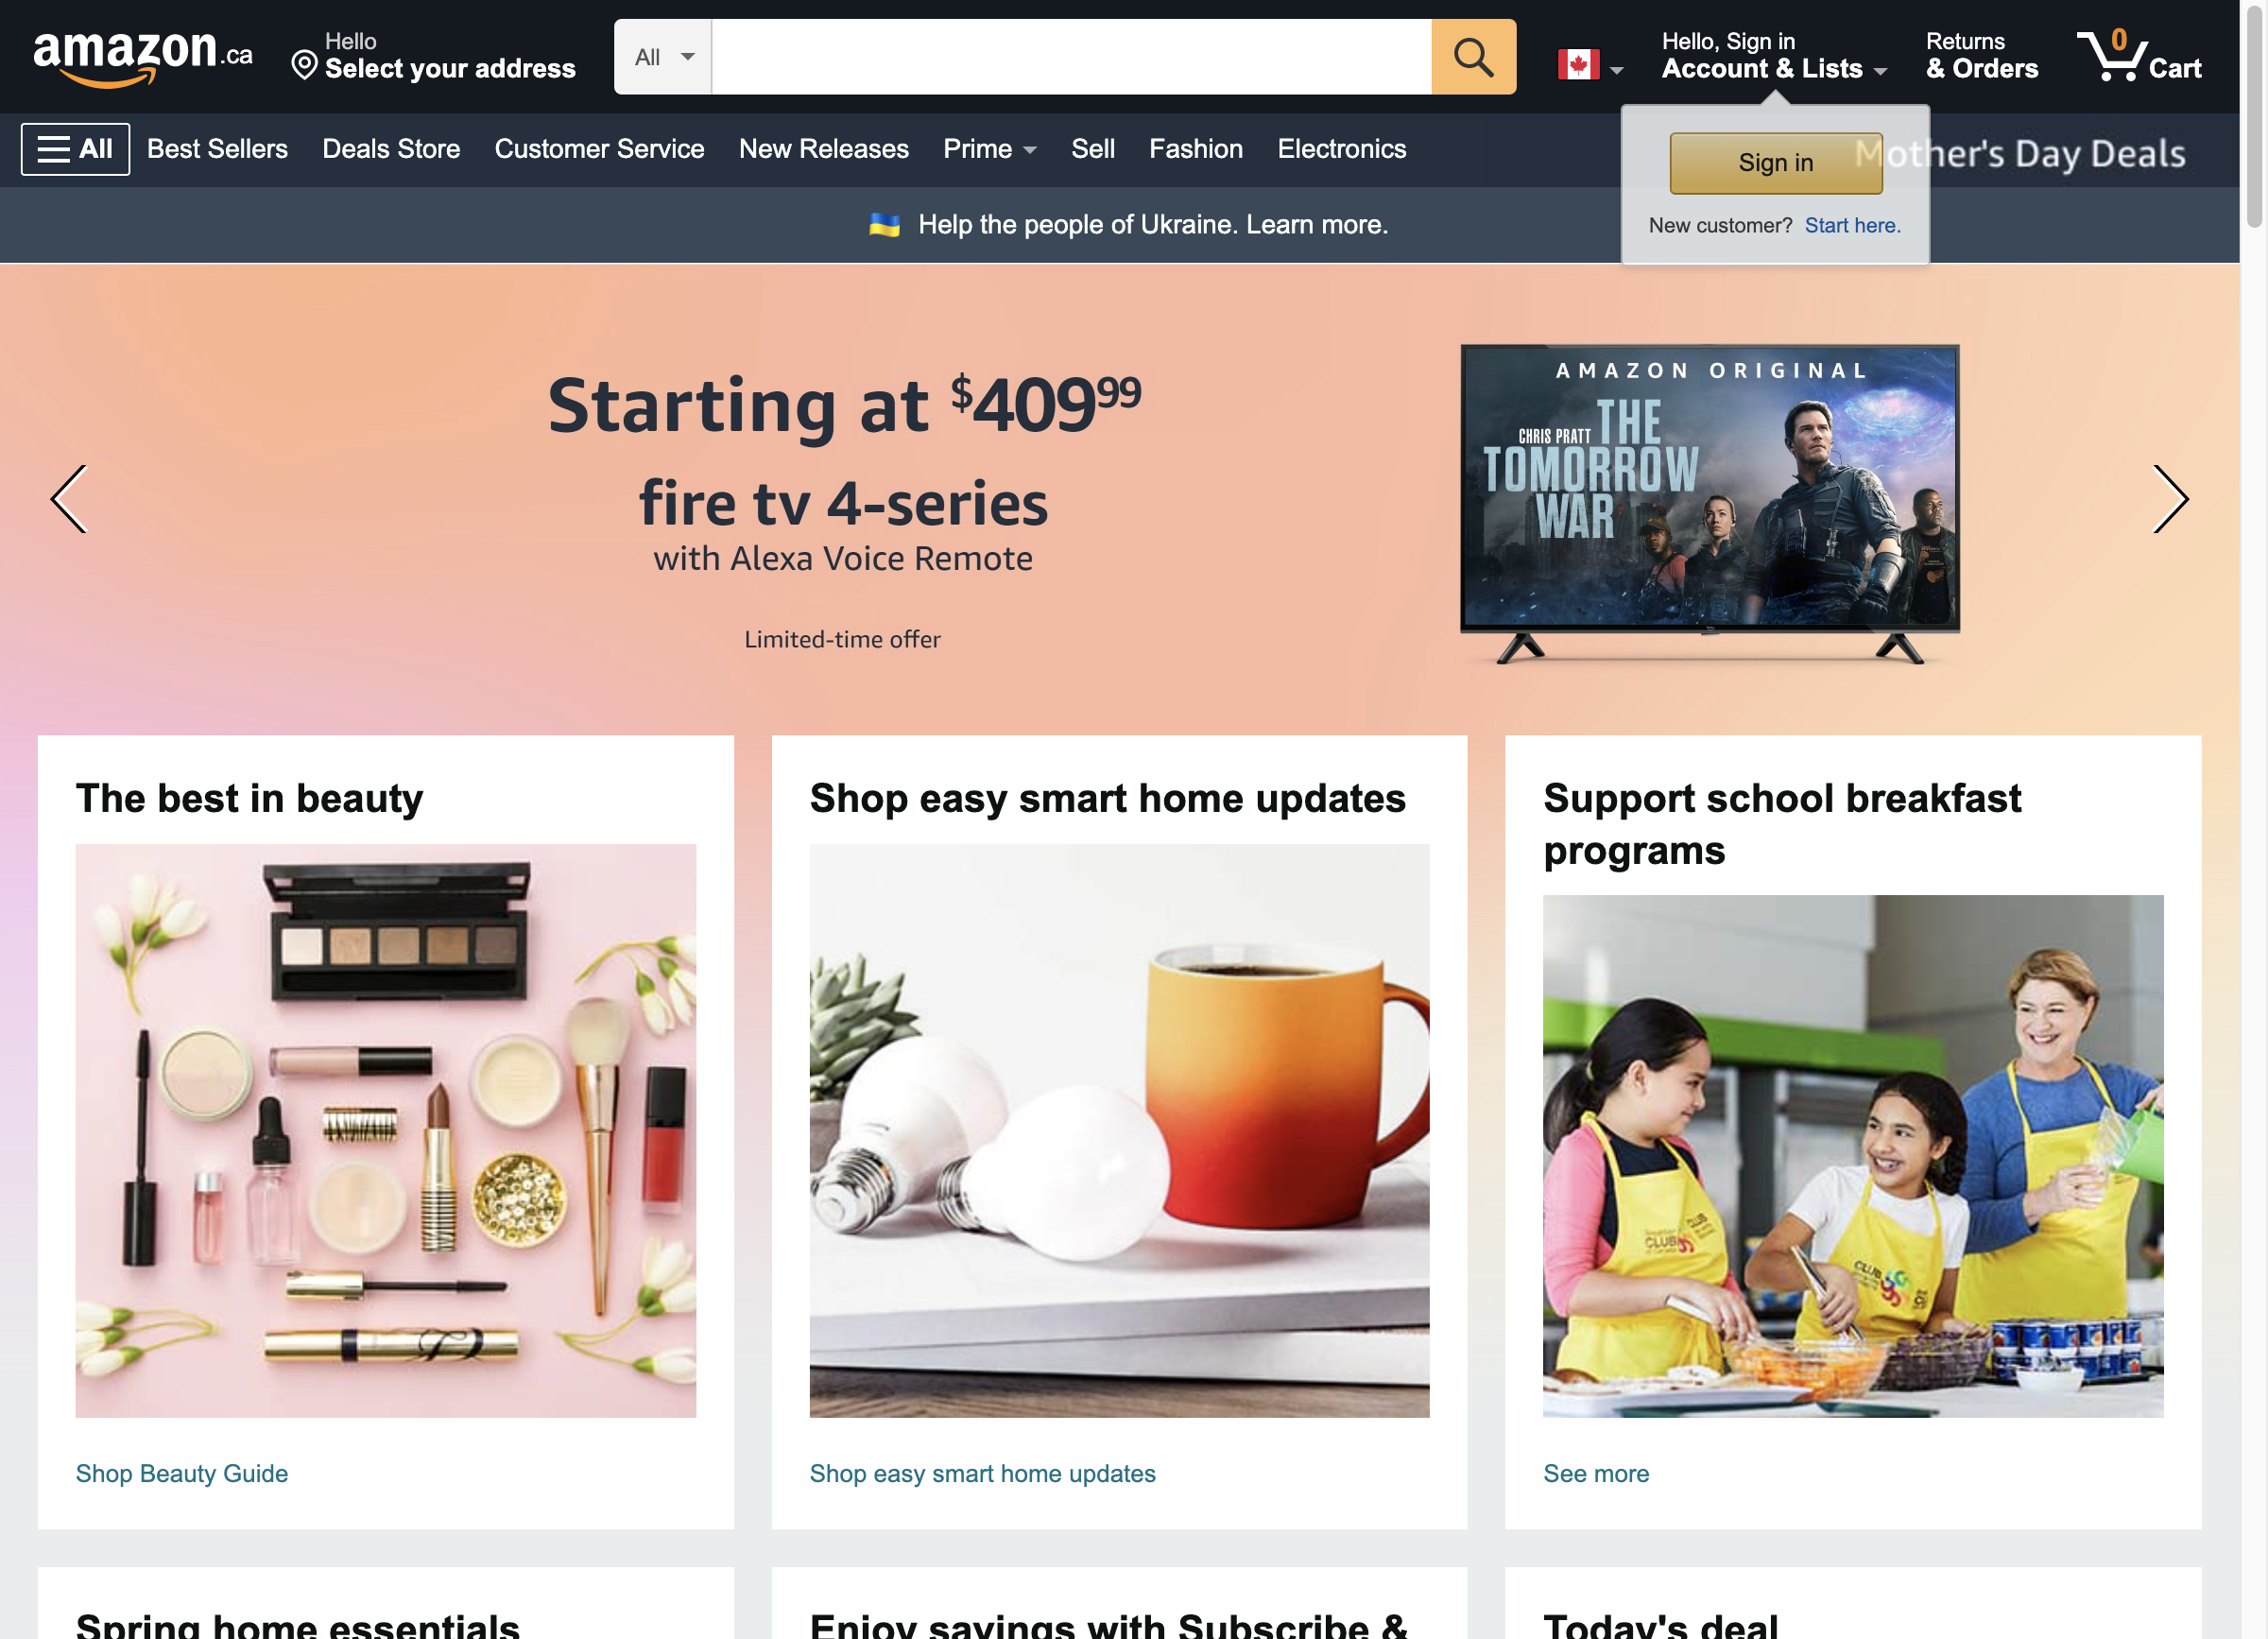 amazon.ca
Hello
Select your address
All
Hello, Sign in
Account & Lists
Returns
& Orders
0
Cart
All
Best Sellers
Deals Store
Customer Service
New Releases
Prime
Sell
Fashion
Electronics
Sign in
Mother's Day Deals
New customer? Start here.
Help the people of Ukraine. Learn more.
Starting at $409 99
fire tv 4-series
with Alexa Voice Remote
Limited-time offer
AMAZON ORIGINAL
CHRIS PRATT
THE
TOMORROW
WAR
The best in beauty
Shop Beauty Guide
Shop easy smart home updates
Shop easy smart home updates
Support school breakfast
programs
CLUB
CLUB
See more
Spring home essentials
Enjoy savings with Subscribe &
Today's deal